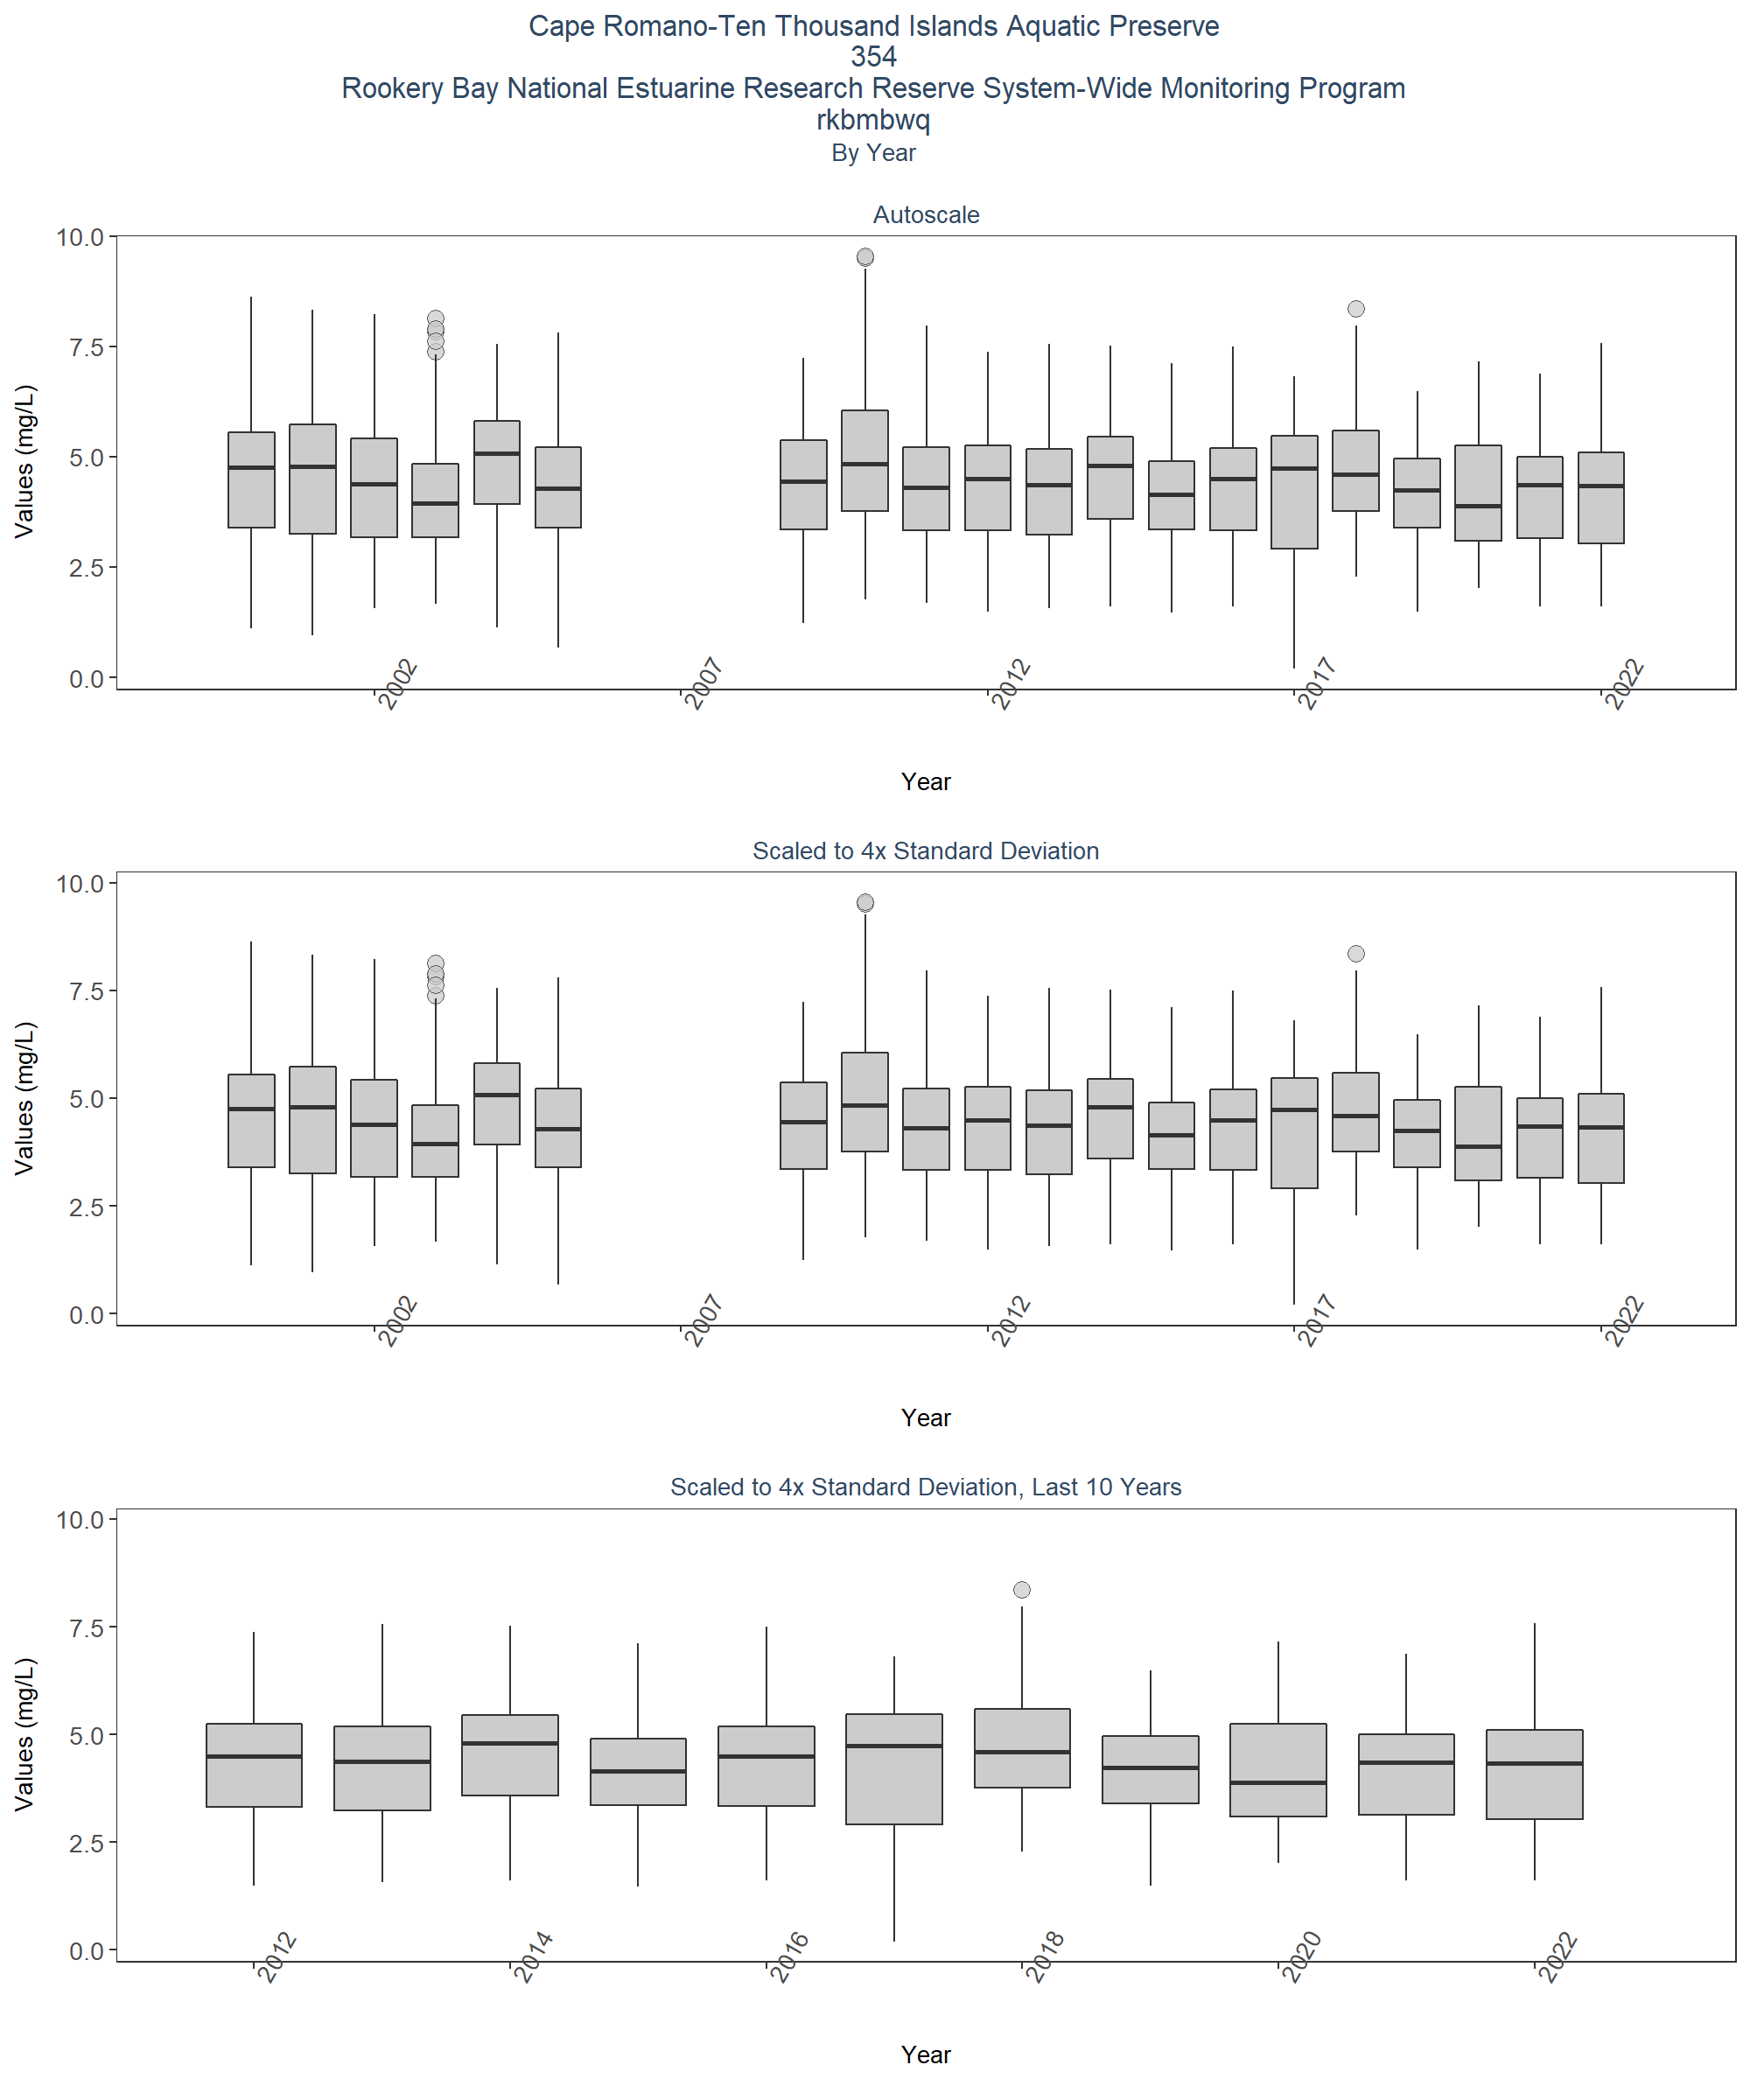 Cape Romano-Ten Thousand Islands Aquatic Preserve
354
Rookery Bay National Estuarine Research Reserve System-Wide Monitoring Program
rkbmbwq
By Year
Autoscale
10.0
7.5
5.0
2.5
0.0
Values (mg/L)
2002
2007
2012
2017
2022
Year
Scaled to 4x Standard Deviation
10.0
7.5
5.0
2.5
0.0
Values (mg/L)
2002
2007
2012
2017
2022
Year
Scaled to 4x Standard Deviation, Last 10 Years
10.0
7.5
5.0
2.5
0.0
Values (mg/L)
2012
2014
2016
2018
2020
2022
Year